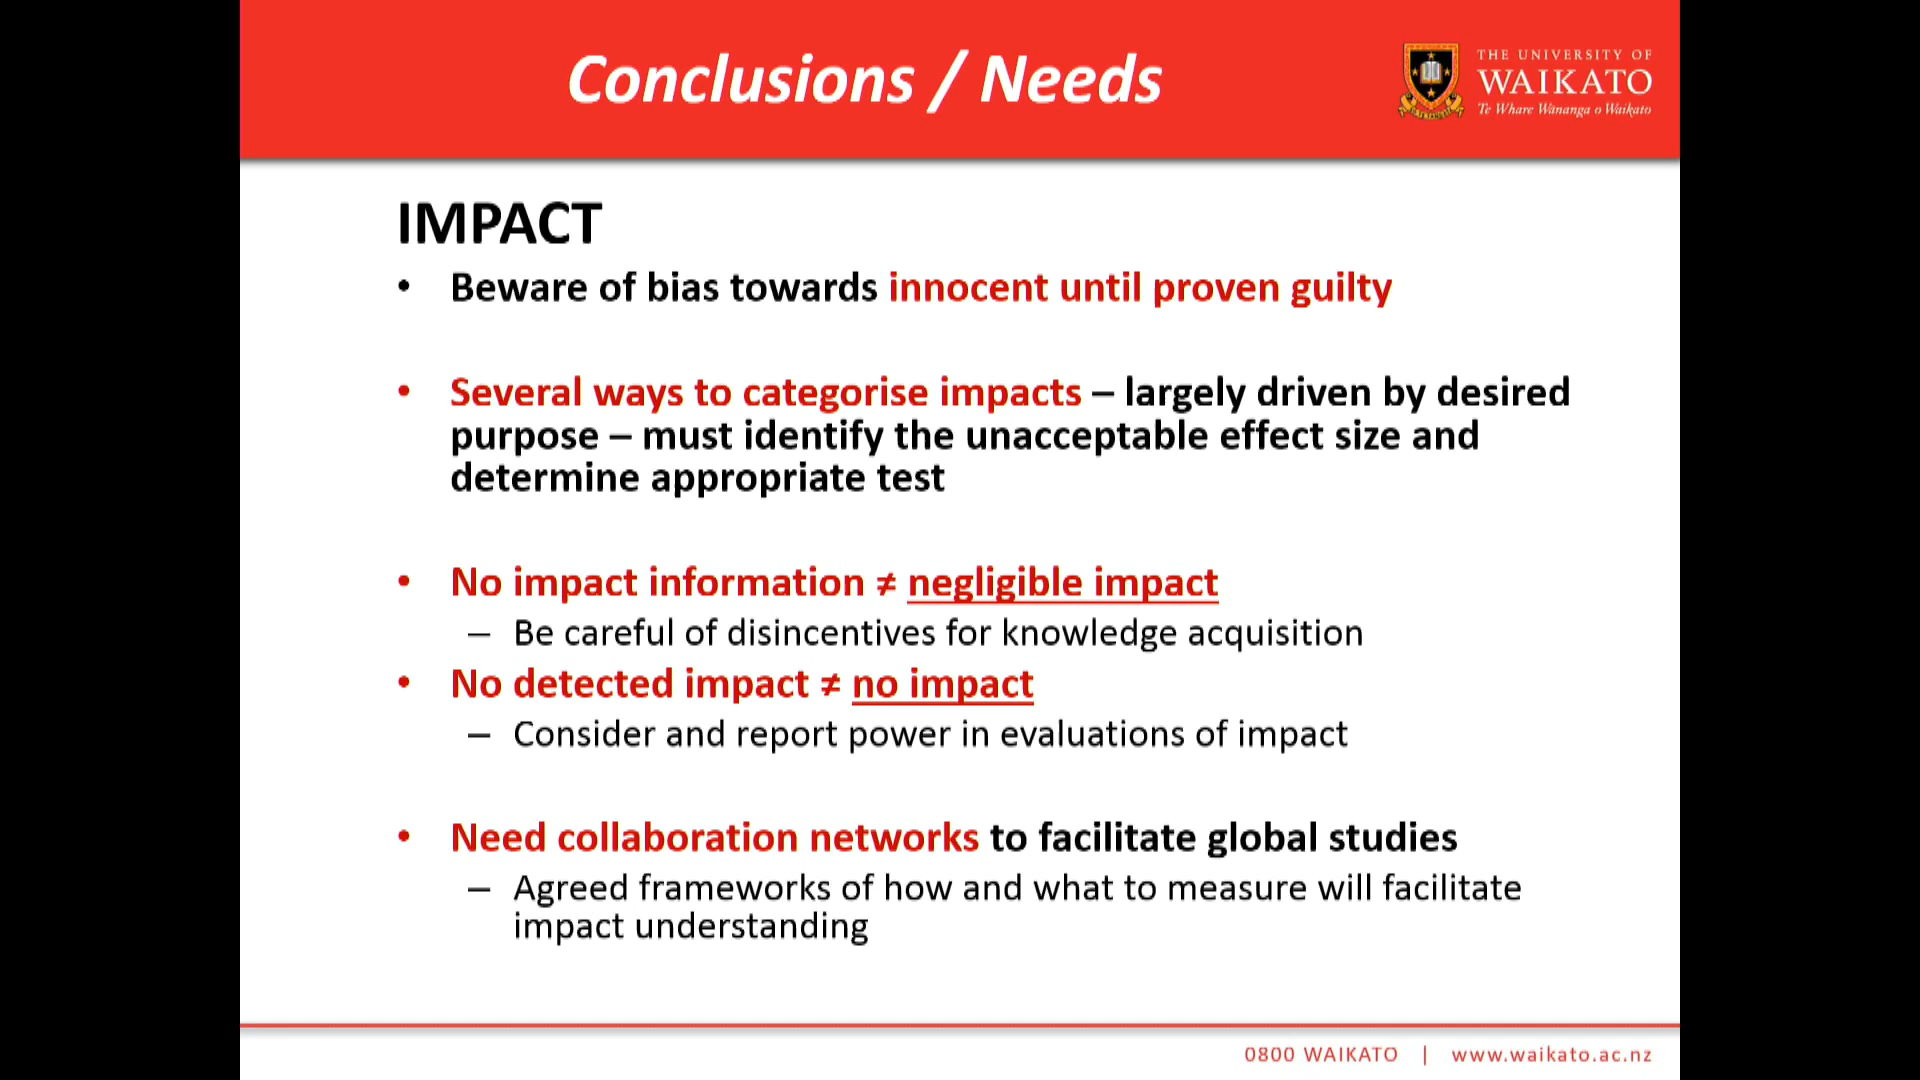 Conclusions / Needs
THE UNIVERSITY OF
WAIKATO
Te Whare Wānanga o Waikato
IMPACT
• Beware of bias towards innocent until proven guilty
• Several ways to categorise impacts – largely driven by desired
purpose – must identify the unacceptable effect size and
determine appropriate test
• No impact information ≠ negligible impact
– Be careful of disincentives for knowledge acquisition
• No detected impact ≠ no impact
– Consider and report power in evaluations of impact
• Need collaboration networks to facilitate global studies
– Agreed frameworks of how and what to measure will facilitate
impact understanding
0800 WAIKATO | www.waikato.ac.nz